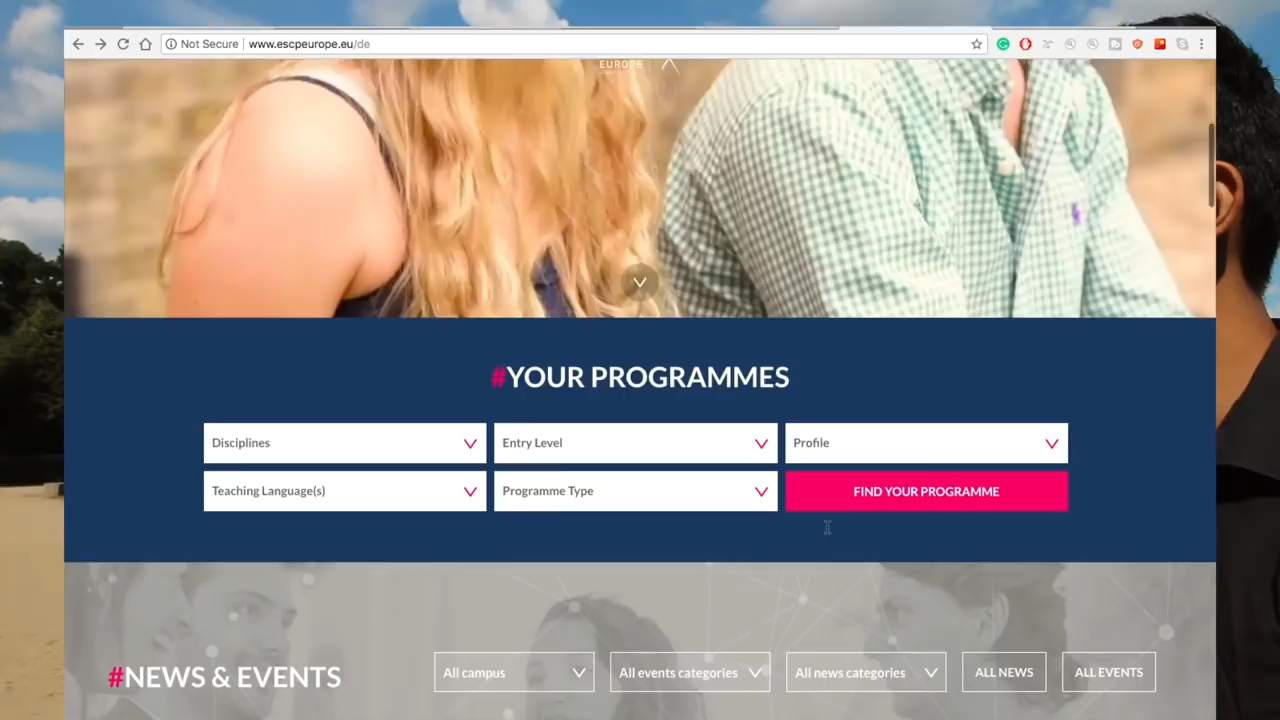 Not Secure | www.escpeurope.eu/de
EUROPE
#YOUR PROGRAMMES
Disciplines
Entry Level
Profile
Teaching Language(s)
Programme Type
FIND YOUR PROGRAMME
#NEWS & EVENTS
All campus
All events categories
All news categories
ALL NEWS
ALL EVENTS